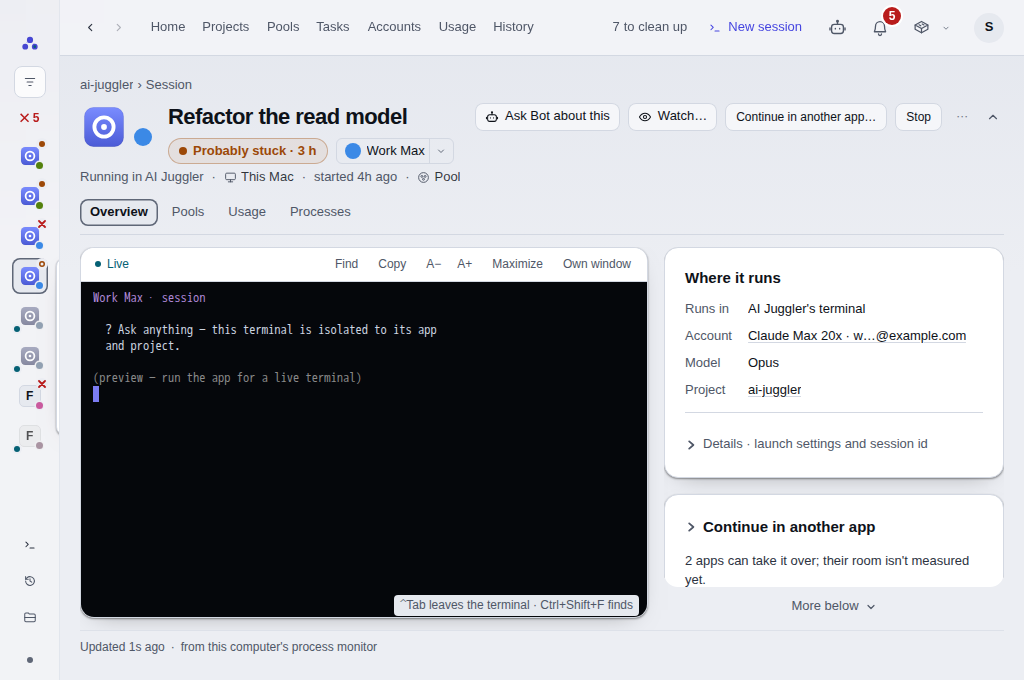 Home Projects Pools Tasks Accounts Usage History 7 to clean up New session 5 S
5
ai-juggler › Session
Refactor the read model
Ask Bot about this Watch… Continue in another app… Stop ···
Probably stuck · 3 h Work Max
Running in AI Juggler · This Mac · started 4h ago · Pool
Overview Pools Usage Processes
Live Find Copy A− A+ Maximize Own window
Work Max · session
? Ask anything — this terminal is isolated to its app
and project.
(preview — run the app for a live terminal)
^Tab leaves the terminal · Ctrl+Shift+F finds
Where it runs
Runs in AI Juggler's terminal
Account Claude Max 20x · w…@example.com
Model Opus
Project ai-juggler
Details · launch settings and session id
Continue in another app
2 apps can take it over; their room isn't measured
yet.
More below
F
F
Updated 1s ago · from this computer's process monitor